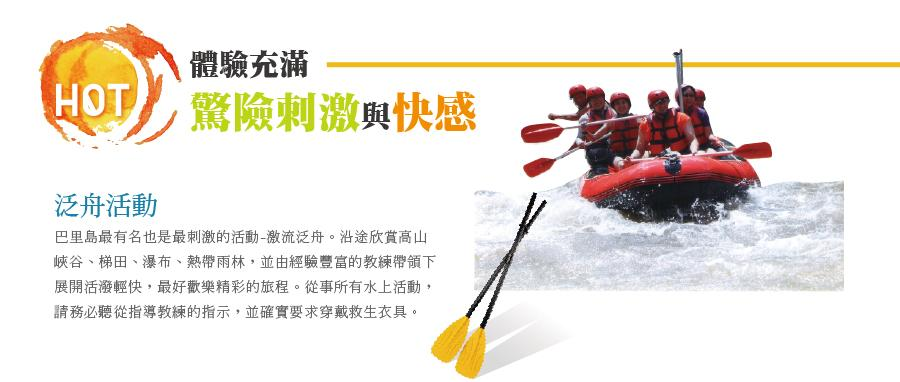 HOT
體驗充滿
驚險刺激與快感
泛舟活動
巴里島最有名也是最刺激的活動-激流泛舟。沿途欣賞高山
峽谷、梯田、瀑布、熱帶雨林，並由經驗豐富的教練帶領下
展開活潑輕快，最好歡樂精彩的旅程。從事所有水上活動，
請務必聽從指導教練的指示，並確實要求穿戴救生衣具。